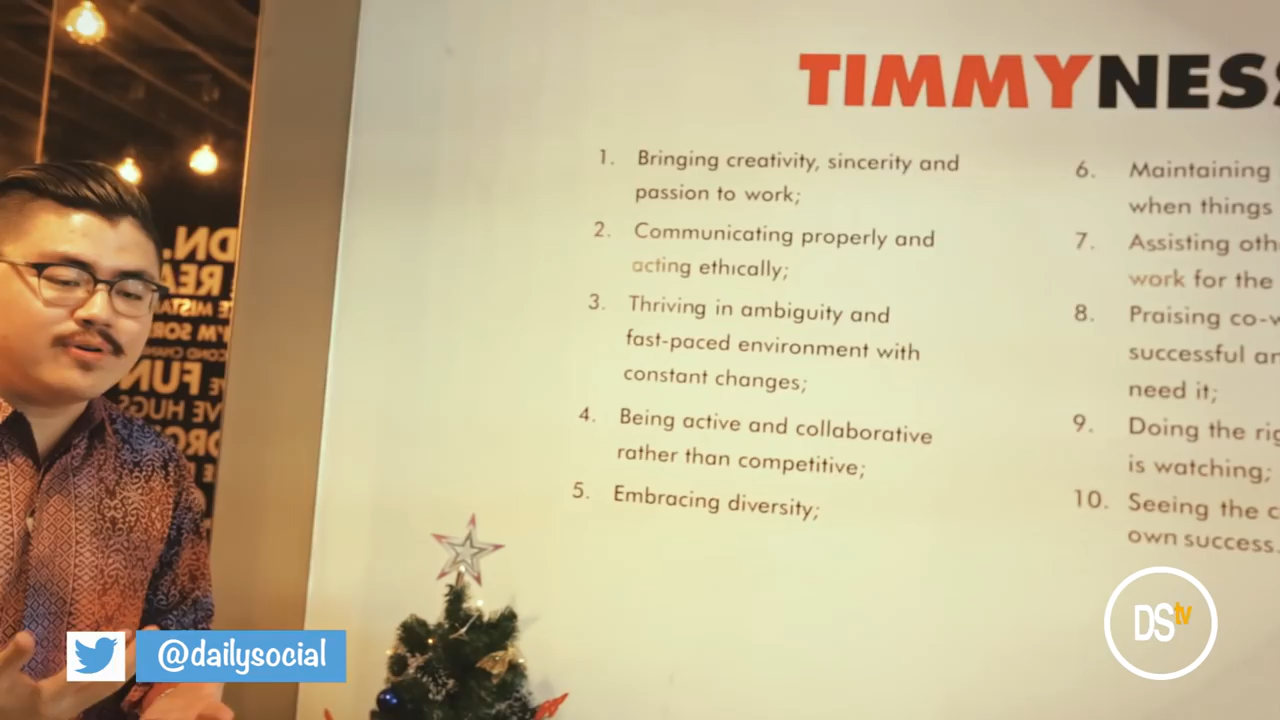 TIMMYNESS
1. Bringing creativity, sincerity and
passion to work;
2. Communicating properly and
acting ethically;
3. Thriving in ambiguity and
fast-paced environment with
constant changes;
4. Being active and collaborative
rather than competitive;
5. Embracing diversity;
6. Maintaining
when things
7. Assisting
work for the
8. Praising
successful
need it;
9. Doing the
is watching;
10. Seeing the
own success.
FUN
HUGS
I'M
@dailysocial
DStv